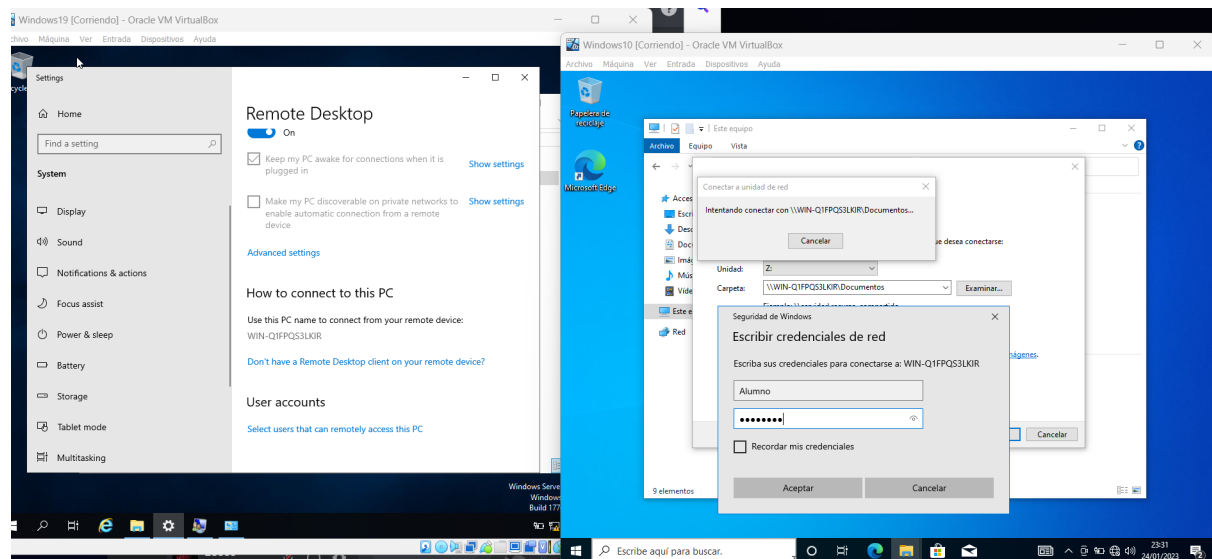 Windows19 [Corriendo] - Oracle VM VirtualBox
Máquina Ver Entrada Dispositivos Ayuda
Settings
Home
Find a setting
System
Display
Sound
Notifications & actions
Focus assist
Power & sleep
Battery
Storage
Tablet mode
Multitasking
Remote Desktop
On
Keep my PC awake for connections when it is
plugged in
Show settings
Make my PC discoverable on private networks to
enable automatic connection from a remote
device
Show settings
Advanced settings
How to connect to this PC
Use this PC name to connect from your remote device:
WIN-Q1FPQS3LKIR
Don't have a Remote Desktop client on your remote device?
User accounts
Select users that can remotely access this PC
Windows
Build
Windows10 [Corriendo] - Oracle VM VirtualBox
Archivo Máquina Ver Entrada Dispositivos Ayuda
Papelera de
reciclaje
Microsoft Edge
Este equipo
Archivo Equipo Vista
Red
9 elementos
Conectar a unidad de red
Intentando conectar con \\WIN-Q1FPQS3LKIR\Documentos...
Cancelar
desea conectarse:
Unidad: Z:
Carpeta: \\WIN-Q1FPQS3LKIR\Documentos Examinar...
Cancelar
Seguridad de Windows
Escribir credenciales de red
Escriba sus credenciales para conectarse a: WIN-Q1FPQS3LKIR
Alumno
Recordar mis credenciales
Aceptar Cancelar
Escribe aquí para buscar.
23:31
24/01/2023